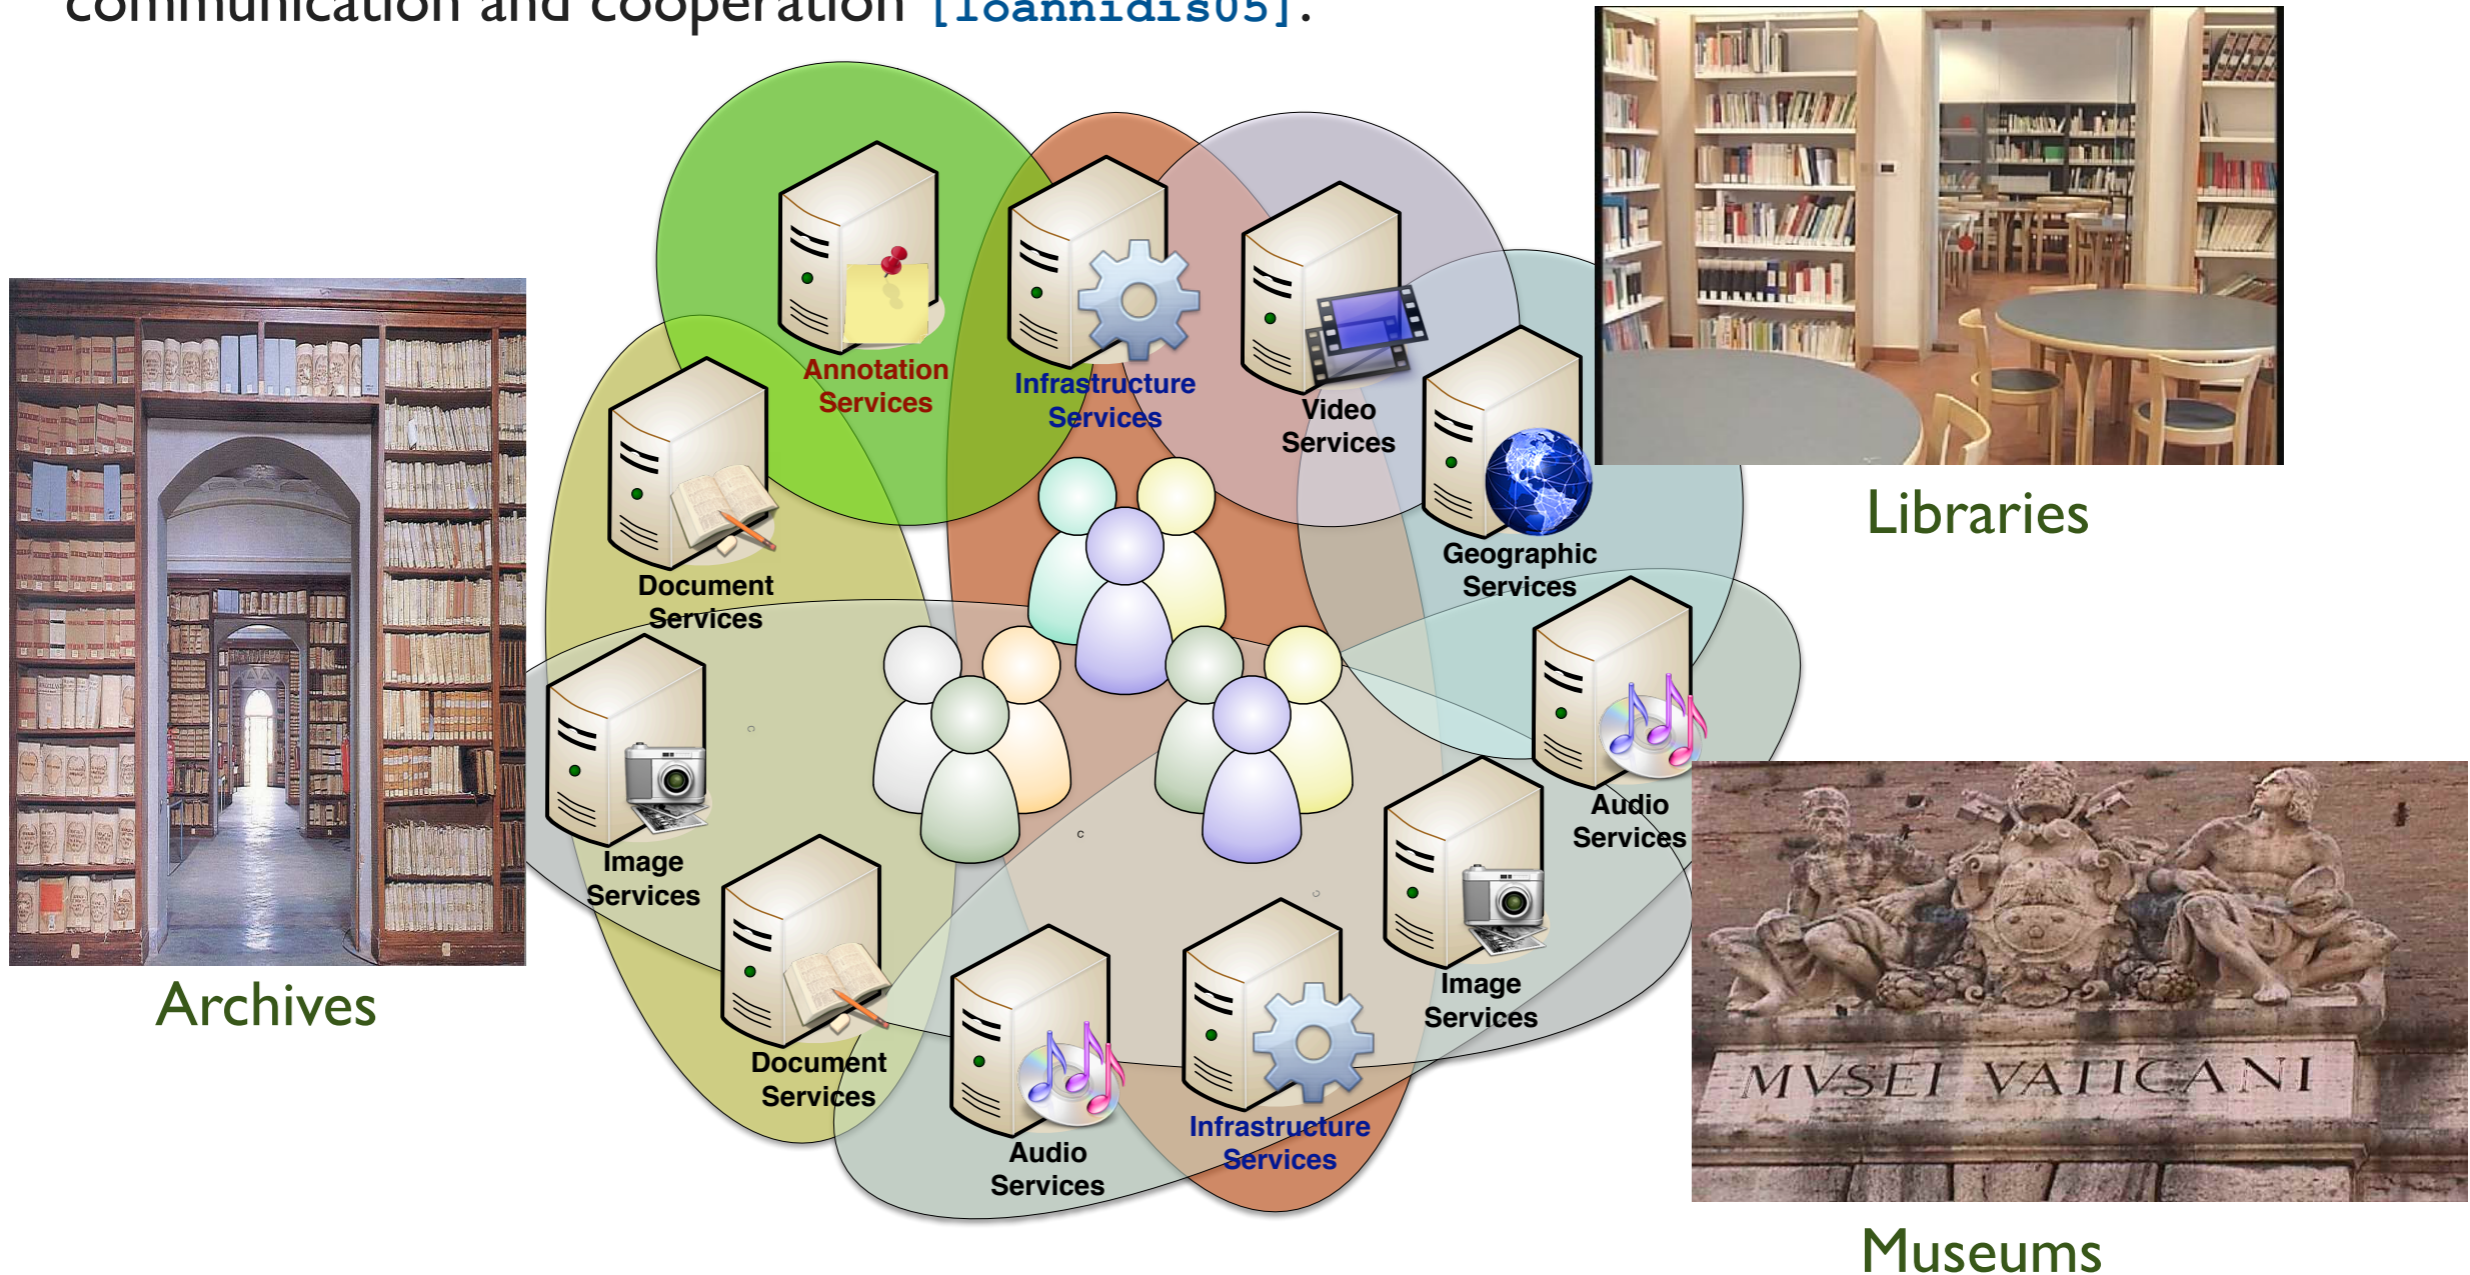 communication and cooperation [Ioannidis05].
Annotation
Services
Infrastructure
Services
Video
Services
Geographic
Services
Libraries
Document
Services
Image
Services
Audio
Services
Archives
Document
Services
Audio
Services
Infrastructure
Services
Image
Services
MVSEI VATICANI
Museums
c
c
c